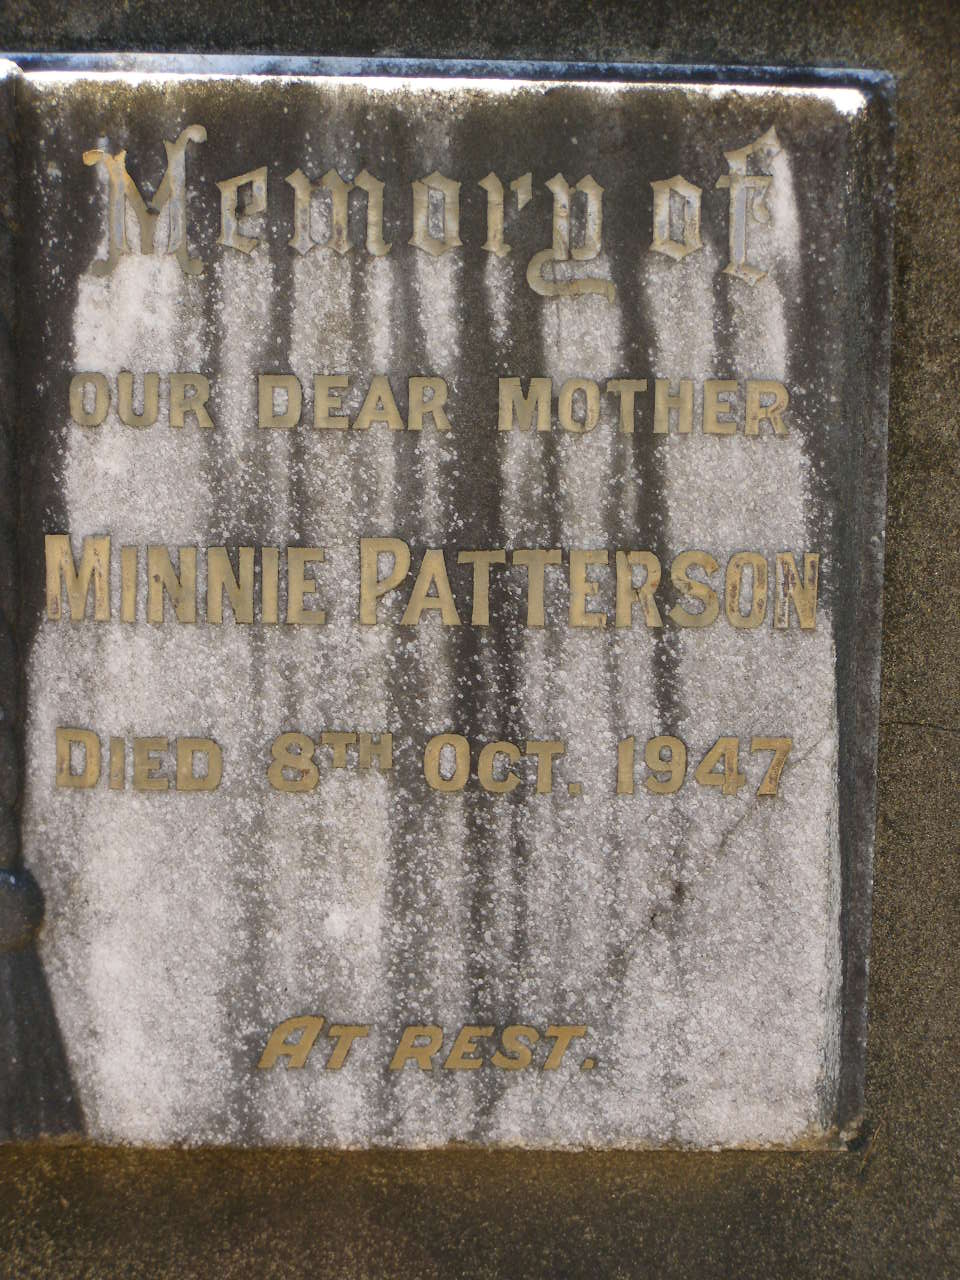 Memory of
OUR DEAR MOTHER
MINNIE PATTERSON
DIED 8TH OCT. 1947
AT REST.